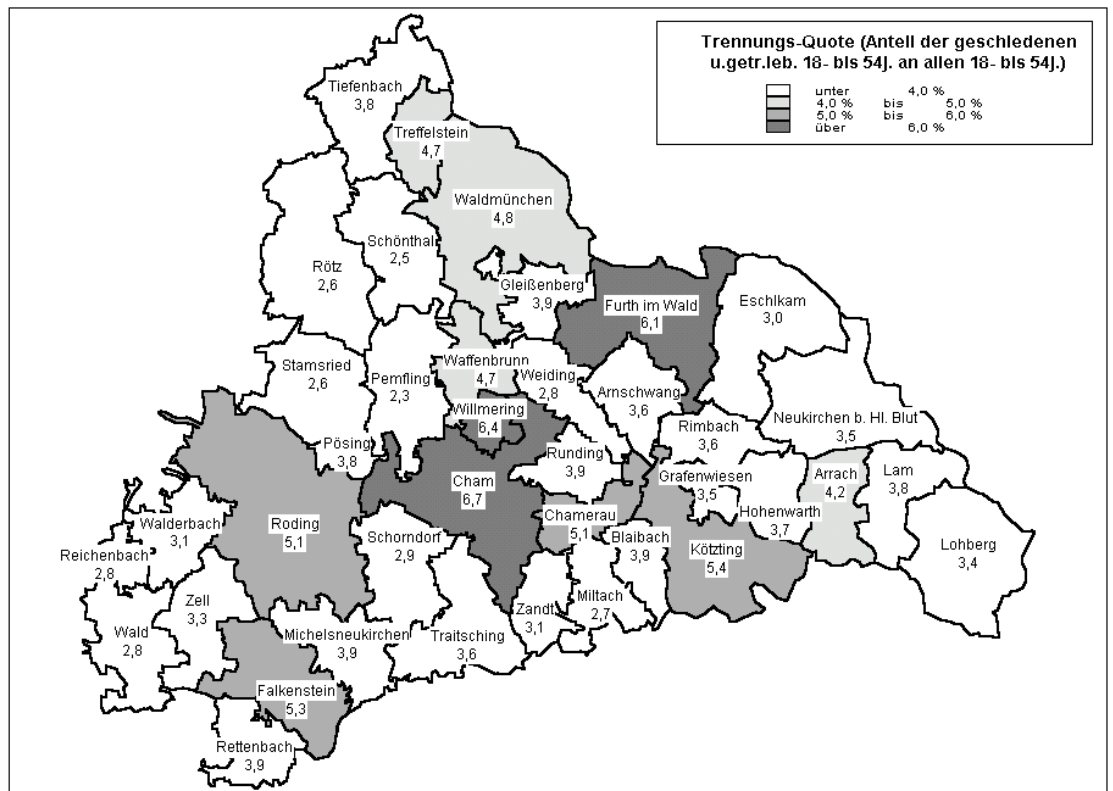 Trennungs-Quote (Anteil der geschiedenen
u.getr.leb. 18- bis 54j. an allen 18- bis 54j.)
unter 4,0 %
4,0 % bis 5,0 %
5,0 % bis 6,0 %
über 6,0 %
Tiefenbach
3,8
Treffelstein
4,7
Waldmünchen
4,8
Schönthal
2,5
Rötz
2,6
Gleißenberg
3,9
Furth im Wald
6,1
Eschlkam
3,0
Stamsried
2,6
Pemfling
2,3
Waffenbrunn
4,7
Weiding
2,8
Arnschwang
3,6
Willmering
6,4
Rimbach
3,6
Neukirchen b. Hl. Blut
3,5
Pösing
3,8
Runding
3,9
Cham
6,7
Grafenwiesen
3,5
Arrach
4,2
Lam
3,8
Hohenwarth
3,7
Walderbach
3,1
Roding
5,1
Chamerau
5,1
Blaibach
3,9
Kötzting
5,4
Lohberg
3,4
Schorndorf
2,9
Reichenbach
2,8
Zell
3,3
Zandt
3,1
Miltach
2,7
Wald
2,8
Michelsneukirchen
3,9
Traitsching
3,6
Falkenstein
5,3
Rettenbach
3,9